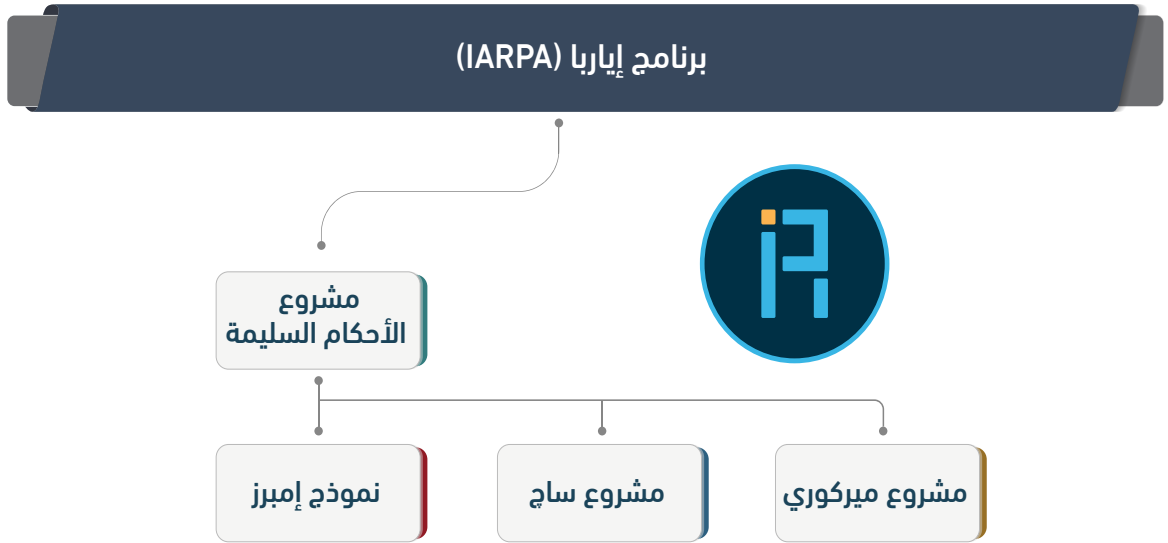 برنامج إياربا (IARPA)
مشروع
الأحكام السليمة
مشروع ميركوري
مشروع ساچ
نموذج إمبرز